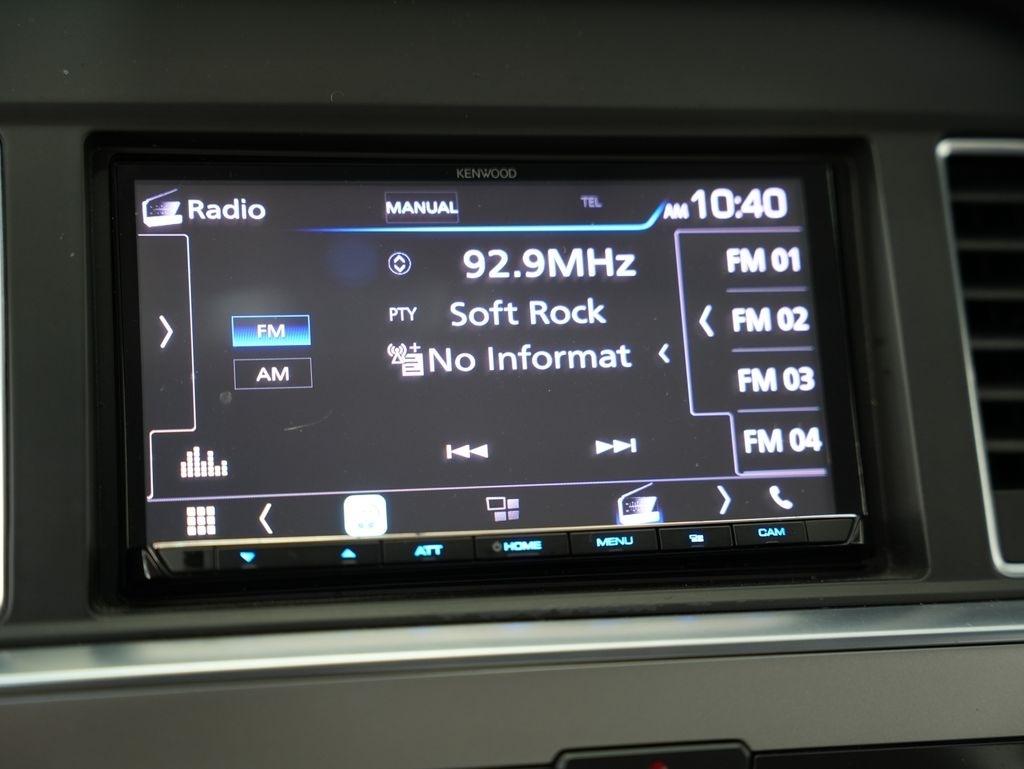 KENWOOD
Radio
MANUAL
TEL
AM 10:40
92.9MHz
PTY Soft Rock
No Informat
FM
AM
FM 01
FM 02
FM 03
FM 04
ATT
HOME
MENU
CAM